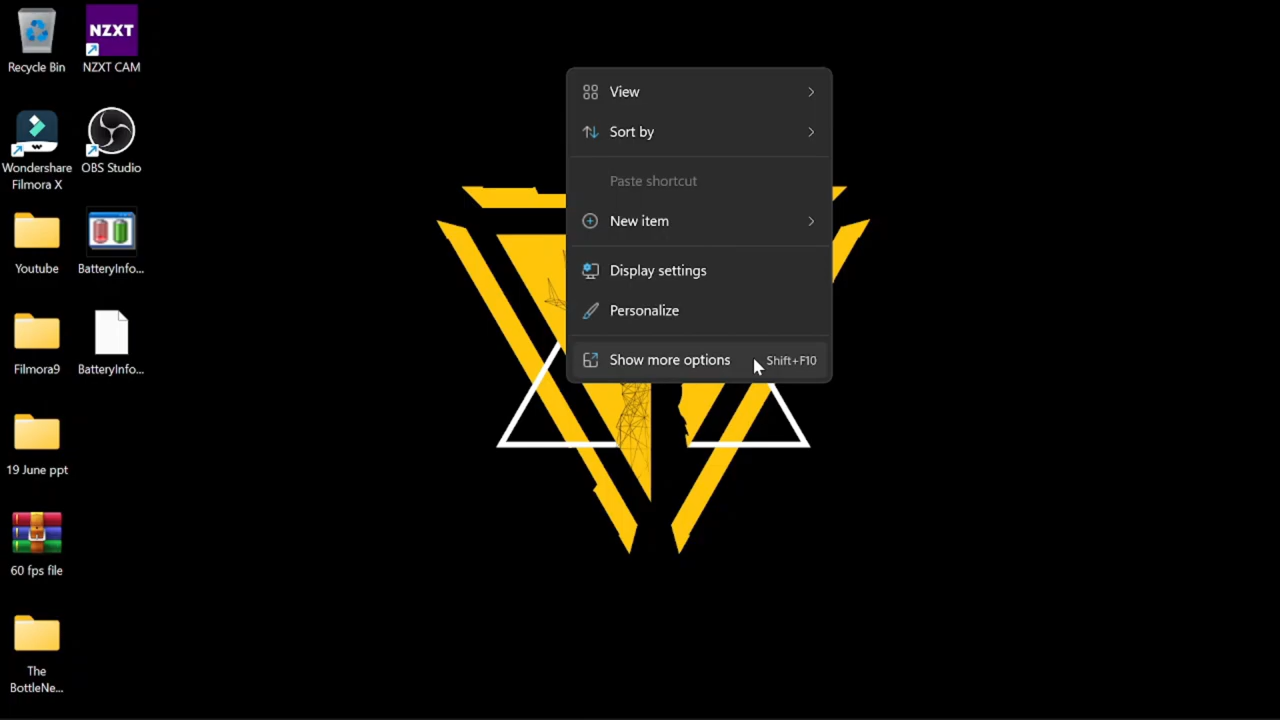 Recycle Bin
NZXT
NZXT CAM
Wondershare
Filmora X
OBS Studio
Youtube
BatteryInfo...
Filmora9
BatteryInfo...
19 June ppt
60 fps file
The
BottleNe...
View
Sort by
Paste shortcut
New item
Display settings
Personalize
Show more options Shift+F10